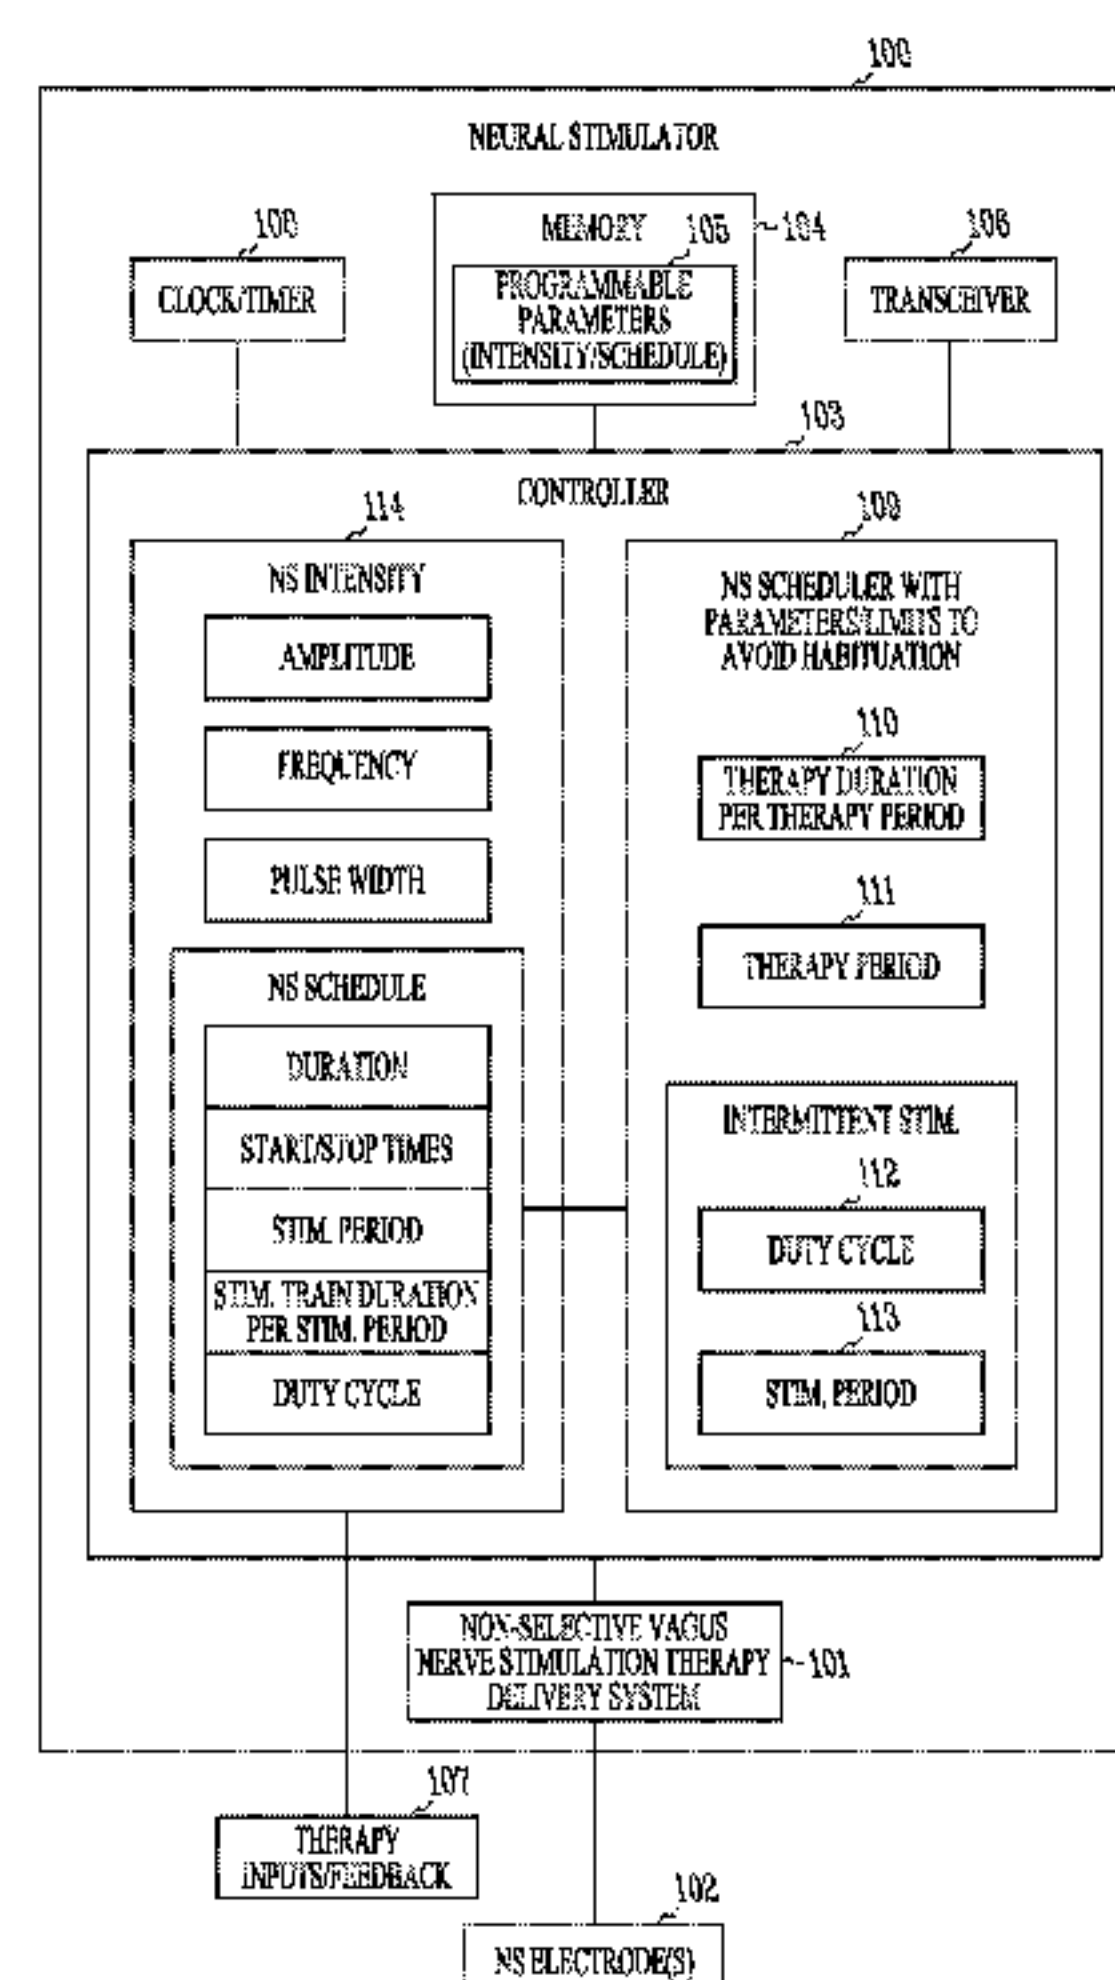 100
NEURAL STIMULATOR
108
CLOCK/TIMER
MEMORY
104
105
PROGRAMMABLE
PARAMETERS
(INTENSITY/SCHEDULE)
106
TRANSCEIVER
103
CONTROLLER
114
NS INTENSITY
AMPLITUDE
FREQUENCY
PULSE WIDTH
NS SCHEDULE
DURATION
START/STOP TIMES
STIM. PERIOD
STIM. TRAIN DURATION
PER STIM. PERIOD
DUTY CYCLE
109
NS SCHEDULER WITH
PARAMETERS/LIMITS TO
AVOID HABITUATION
110
THERAPY DURATION
PER THERAPY PERIOD
111
THERAPY PERIOD
INTERMITTENT STIM.
112
DUTY CYCLE
113
STIM. PERIOD
NON-SELECTIVE VAGUS
NERVE STIMULATION THERAPY
DELIVERY SYSTEM
101
107
THERAPY
INPUTS/FEEDBACK
102
NS ELECTRODE(S)